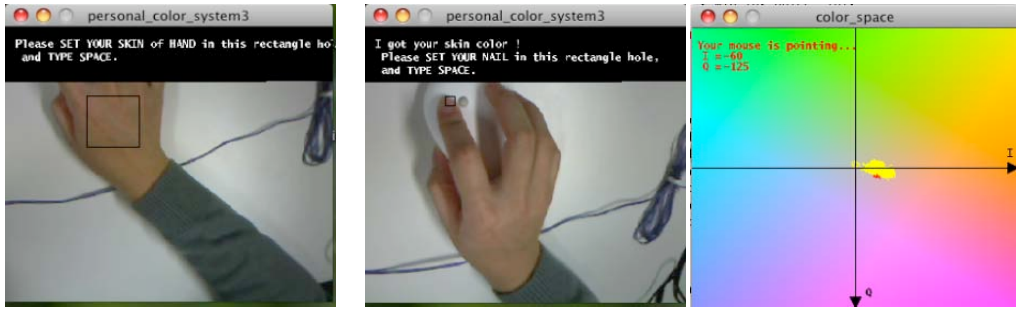 personal_color_system3
Please SET YOUR SKIN of HAND in this rectangle hol
and TYPE SPACE.
personal_color_system3
I got your skin color !
Please SET YOUR NAIL in this rectangle hole,
and TYPE SPACE.
color_space
Your mouse is pointing...
I =-60
Q =-125
I
Q